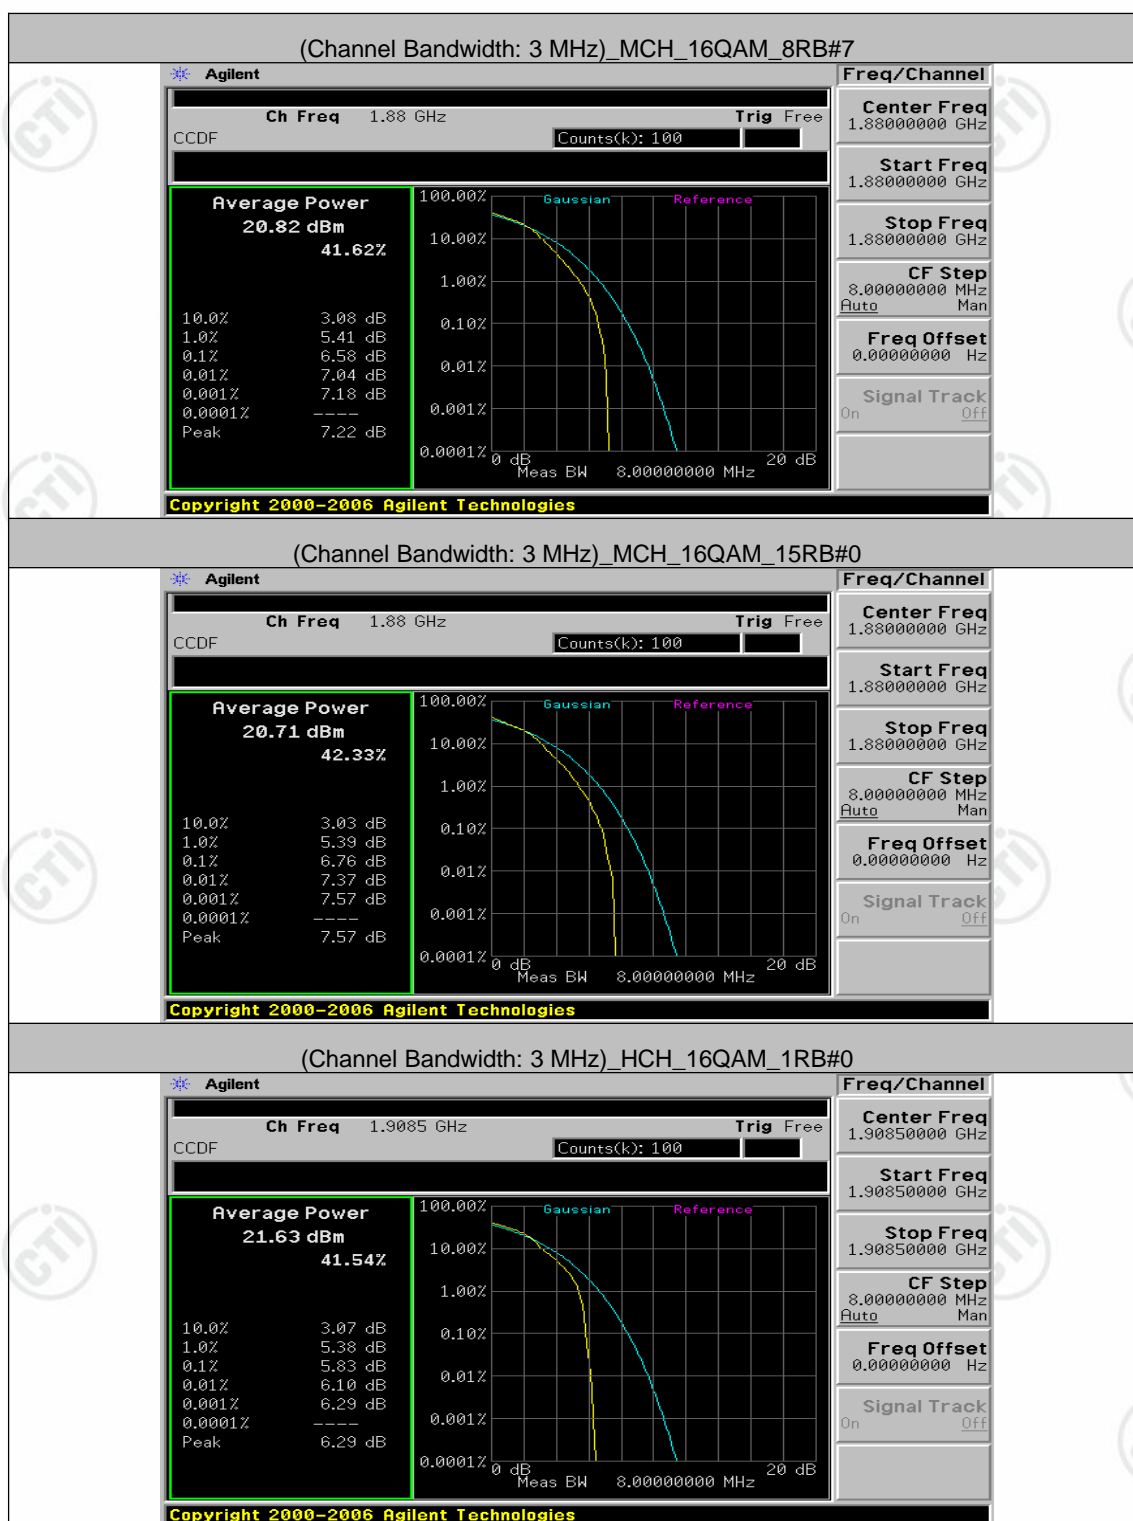 (Channel Bandwidth: 3 MHz)_MCH_16QAM_8RB#7
Agilent
Freq/Channel
Ch Freq 1.88 GHz Trig Free
CCDF Counts(k): 100
Average Power
20.82 dBm
41.62%
10.0% 3.08 dB
1.0% 5.41 dB
0.1% 6.58 dB
0.01% 7.04 dB
0.001% 7.18 dB
0.0001% ----
Peak 7.22 dB
Gaussian Reference
100.00%
10.00%
1.00%
0.10%
0.01%
0.001%
0.0001%
0 dB 20 dB
Meas BW 8.00000000 MHz
Center Freq
1.88000000 GHz
Start Freq
1.88000000 GHz
Stop Freq
1.88000000 GHz
CF Step
8.00000000 MHz
Auto Man
Freq Offset
0.00000000 Hz
Signal Track
On Off
Copyright 2000-2006 Agilent Technologies
(Channel Bandwidth: 3 MHz)_MCH_16QAM_15RB#0
Agilent
Freq/Channel
Ch Freq 1.88 GHz Trig Free
CCDF Counts(k): 100
Average Power
20.71 dBm
42.33%
10.0% 3.03 dB
1.0% 5.39 dB
0.1% 6.76 dB
0.01% 7.37 dB
0.001% 7.57 dB
0.0001% ----
Peak 7.57 dB
Gaussian Reference
100.00%
10.00%
1.00%
0.10%
0.01%
0.001%
0.0001%
0 dB 20 dB
Meas BW 8.00000000 MHz
Center Freq
1.88000000 GHz
Start Freq
1.88000000 GHz
Stop Freq
1.88000000 GHz
CF Step
8.00000000 MHz
Auto Man
Freq Offset
0.00000000 Hz
Signal Track
On Off
Copyright 2000-2006 Agilent Technologies
(Channel Bandwidth: 3 MHz)_HCH_16QAM_1RB#0
Agilent
Freq/Channel
Ch Freq 1.9085 GHz Trig Free
CCDF Counts(k): 100
Average Power
21.63 dBm
41.54%
10.0% 3.07 dB
1.0% 5.38 dB
0.1% 5.83 dB
0.01% 6.10 dB
0.001% 6.29 dB
0.0001% ----
Peak 6.29 dB
Gaussian Reference
100.00%
10.00%
1.00%
0.10%
0.01%
0.001%
0.0001%
0 dB 20 dB
Meas BW 8.00000000 MHz
Center Freq
1.90850000 GHz
Start Freq
1.90850000 GHz
Stop Freq
1.90850000 GHz
CF Step
8.00000000 MHz
Auto Man
Freq Offset
0.00000000 Hz
Signal Track
On Off
Copyright 2000-2006 Agilent Technologies
CTI
CTI
CTI
CTI
CTI
CTI
CTI
CTI